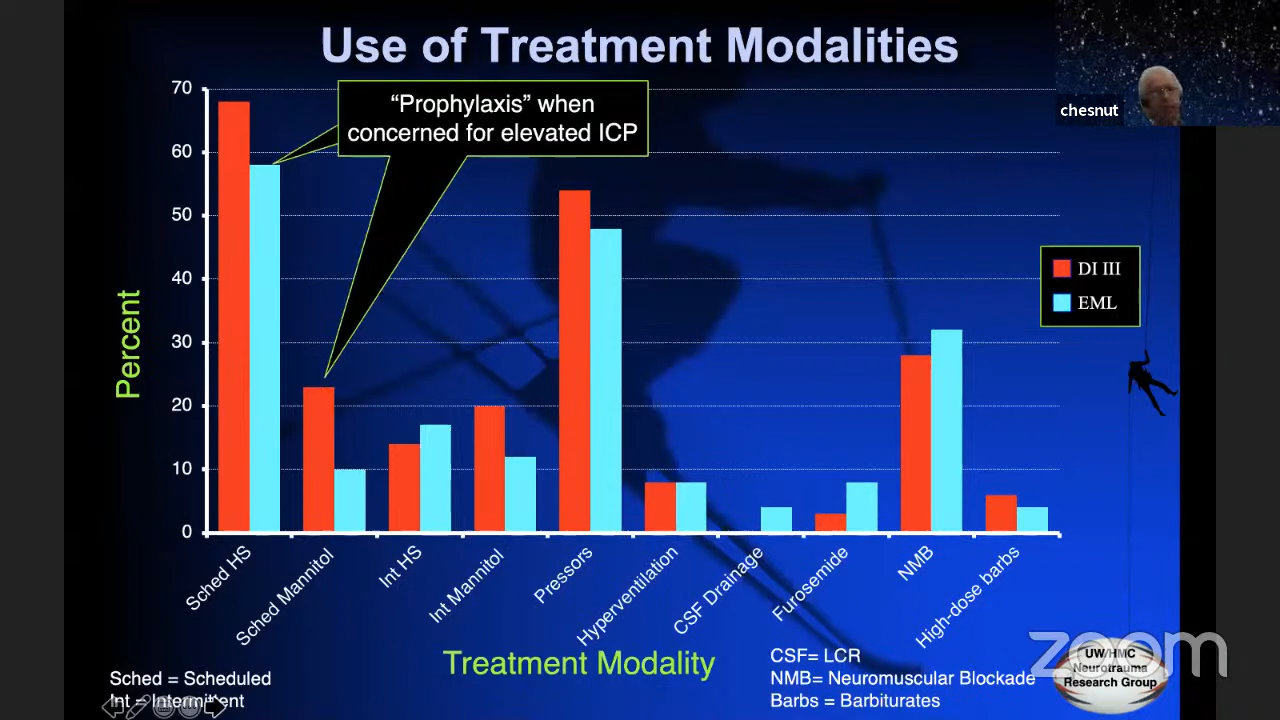 Use of Treatment Modalities
chesnut
"Prophylaxis" when
concerned for elevated ICP
70
60
50
40
30
20
10
0
Percent
DI III
EML
Sched HS
Sched Mannitol
Int HS
Int Mannitol
Pressors
Hyperventilation
CSF Drainage
Furosemide
NMB
High-dose barbs
Treatment Modality
Sched = Scheduled
Int = Intermittent
CSF= LCR
NMB= Neuromuscular Blockade
Barbs = Barbiturates
zoom
UW/HMC
Neurotrauma
Research Group